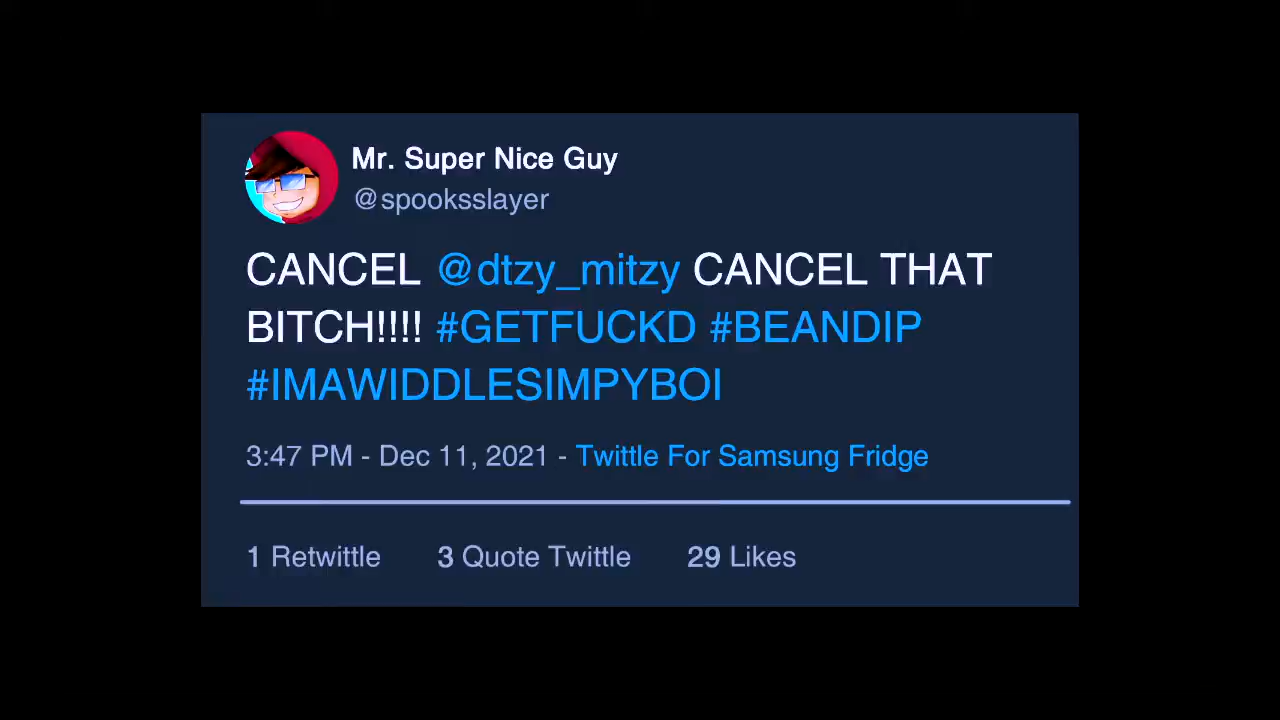 Mr. Super Nice Guy
@spooksslayer
CANCEL @dtzy_mitzy CANCEL THAT
BITCH!!!! #GETFUCKD #BEANDIP
#IMAWIDDLESIMPYBOI
3:47 PM - Dec 11, 2021 - Twittle For Samsung Fridge
1 Retwittle 3 Quote Twittle 29 Likes